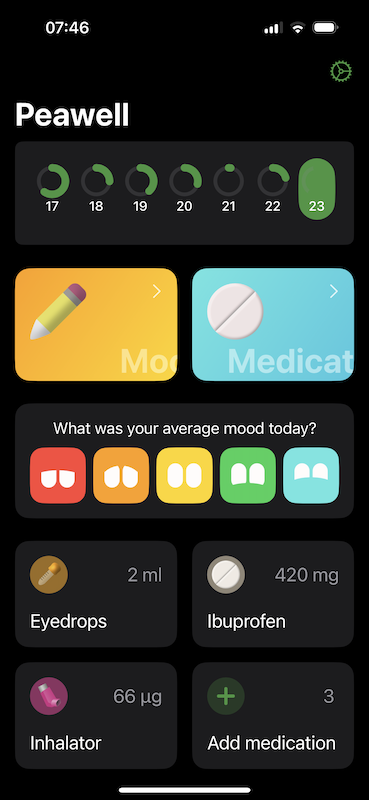 07:46
Peawell
17 18 19 20 21 22 23
Moo
Medicat
What was your average mood today?
2 ml
420 mg
Eyedrops
Ibuprofen
66 µg
3
Inhalator
Add medication